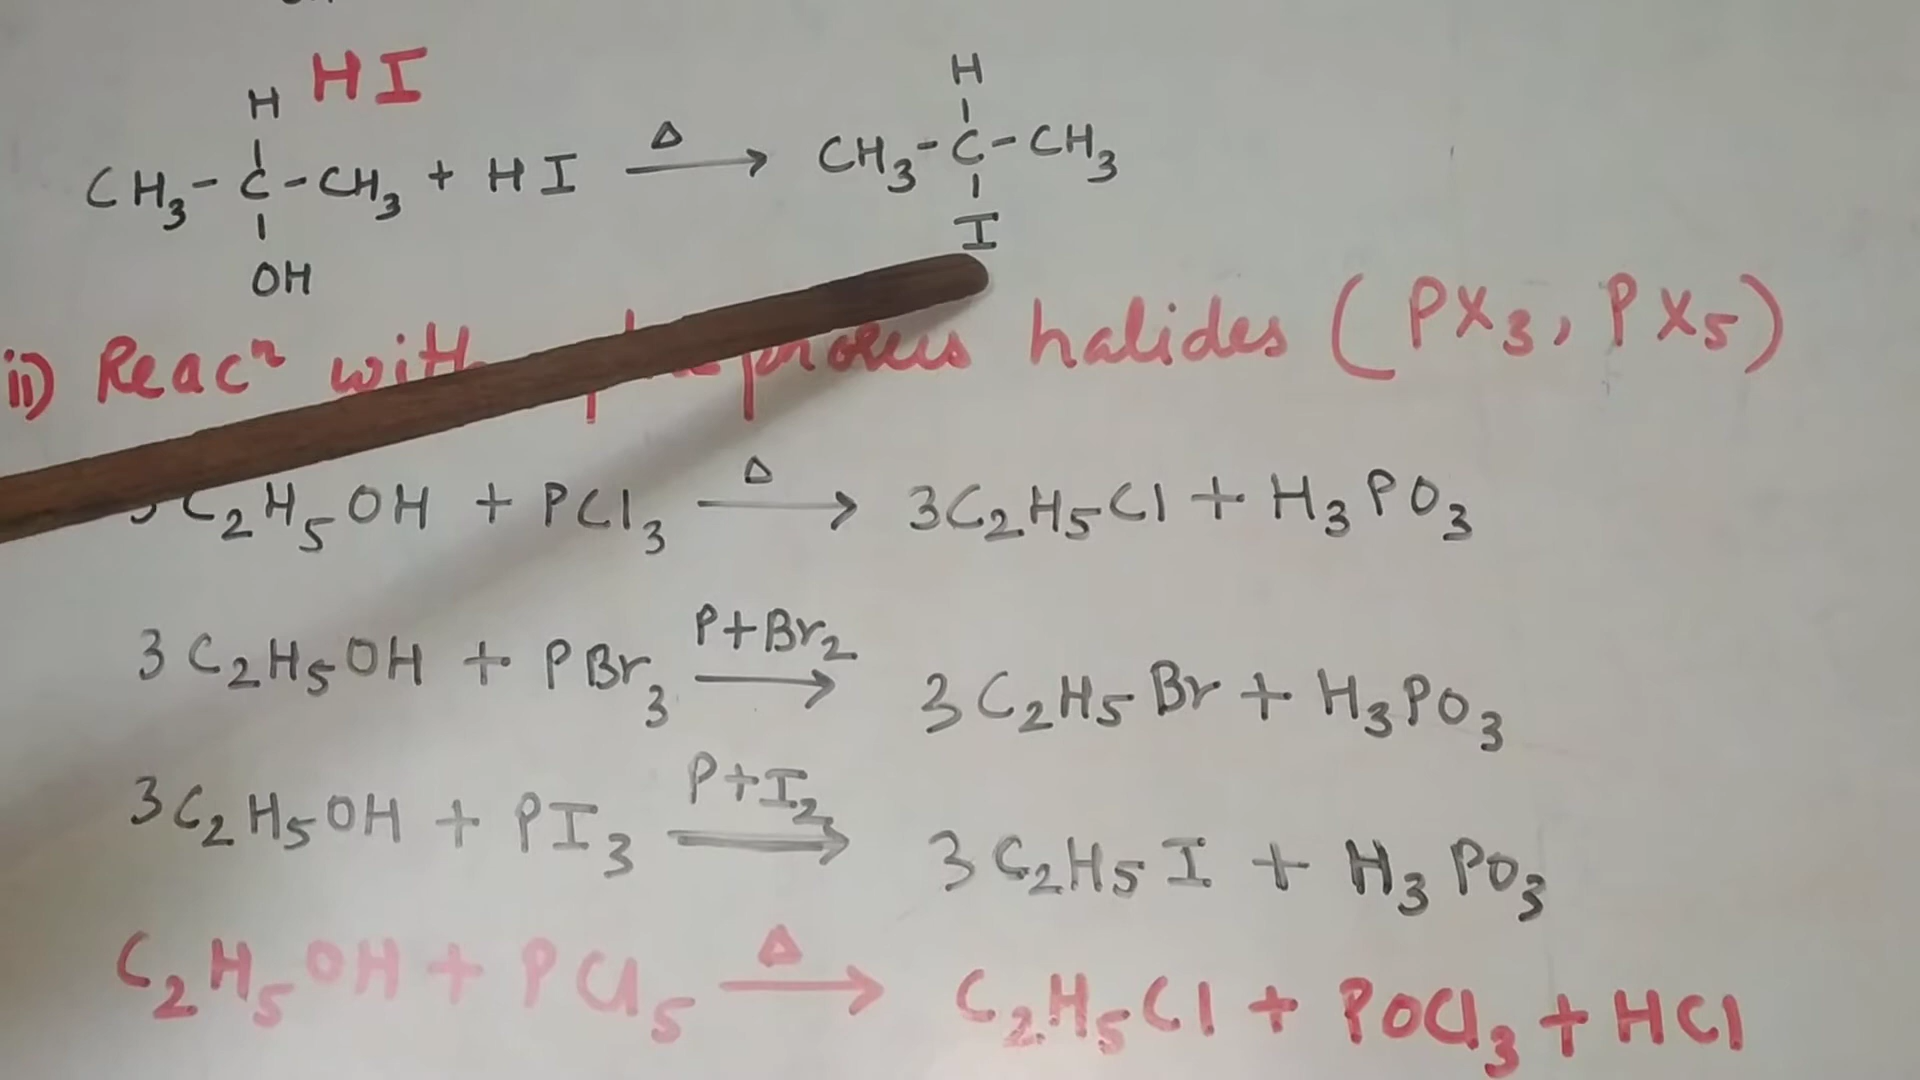 HI
H H
CH₃-C-CH₃ + HI Δ→ CH₃-C-CH₃
OH I
ii) Reacⁿ with halides (PX₃, PX₅)
C₂H₅OH + PCl₃ Δ→ 3C₂H₅Cl + H₃PO₃
3C₂H₅OH + PBr₃ P+Br₂→ 3C₂H₅Br + H₃PO₃
3C₂H₅OH + PI₃ P+I₂→ 3C₂H₅I + H₃PO₃
C₂H₅OH + PCl₅ Δ→ C₂H₅Cl + POCl₃ + HCl